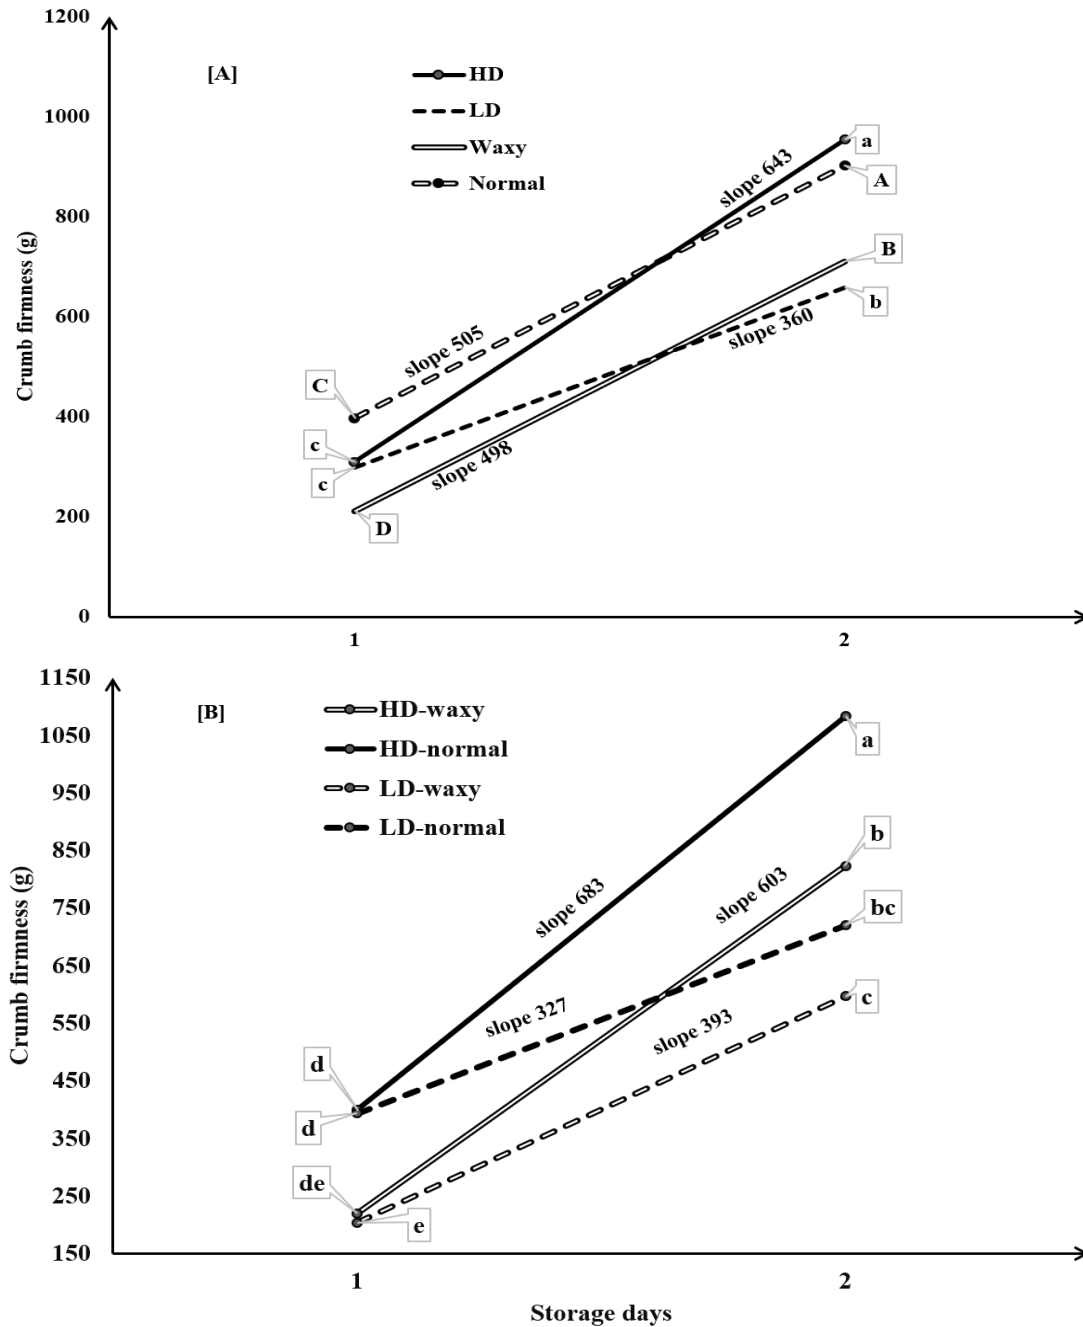 1200
[A]
HD
LD
Waxy
Normal
1000
800
600
400
200
0
Crumb firmness (g)
slope 643
slope 505
slope 360
slope 498
a
A
B
b
C
c
c
D
1
2
1150
[B]
HD-waxy
HD-normal
LD-waxy
LD-normal
1050
950
850
750
650
550
450
350
250
150
Crumb firmness (g)
slope 683
slope 603
slope 327
slope 393
a
b
bc
c
d
d
de
e
1
2
Storage days